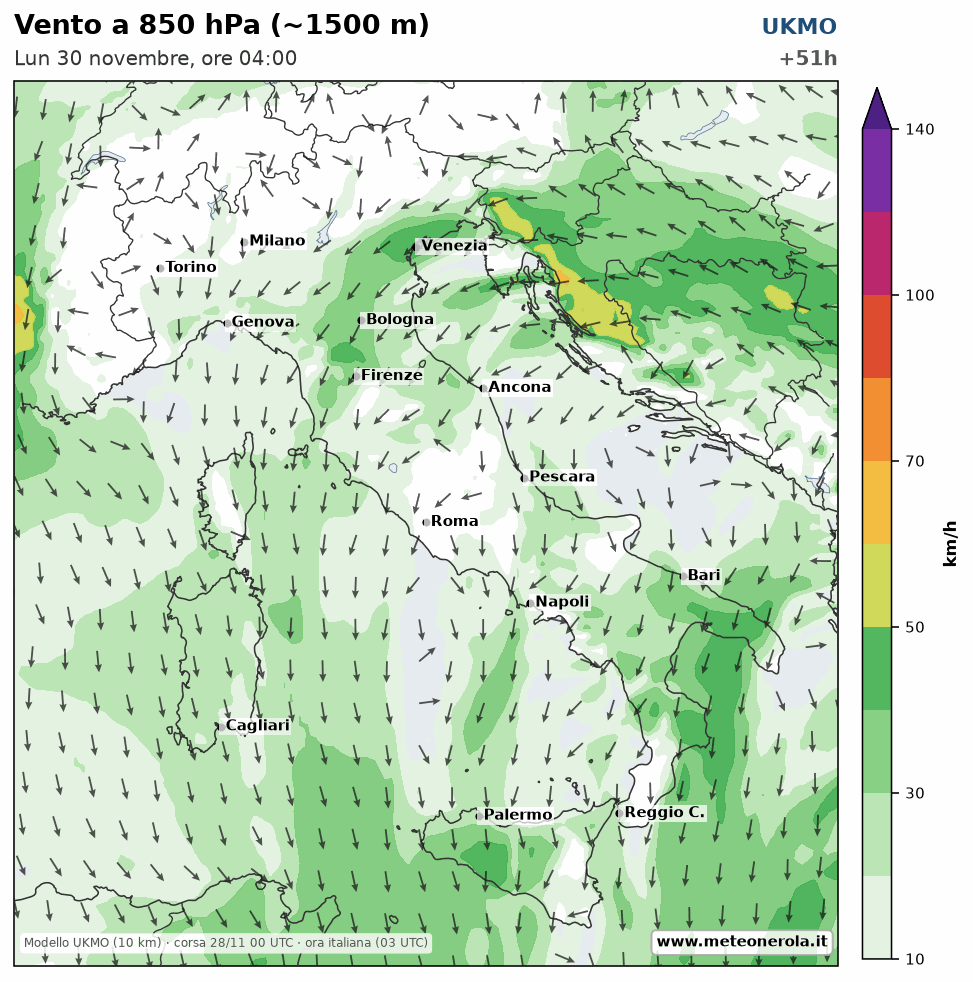 Vento a 850 hPa (~1500 m)
UKMO
Lun 30 novembre, ore 04:00
+51h
Milano
Venezia
Torino
Genova
Bologna
Firenze
Ancona
Pescara
Roma
Bari
Napoli
Cagliari
Palermo
Reggio C.
140
100
70
50
30
10
km/h
Modello UKMO (10 km) · corsa 28/11 00 UTC · ora italiana (03 UTC)
www.meteonerola.it